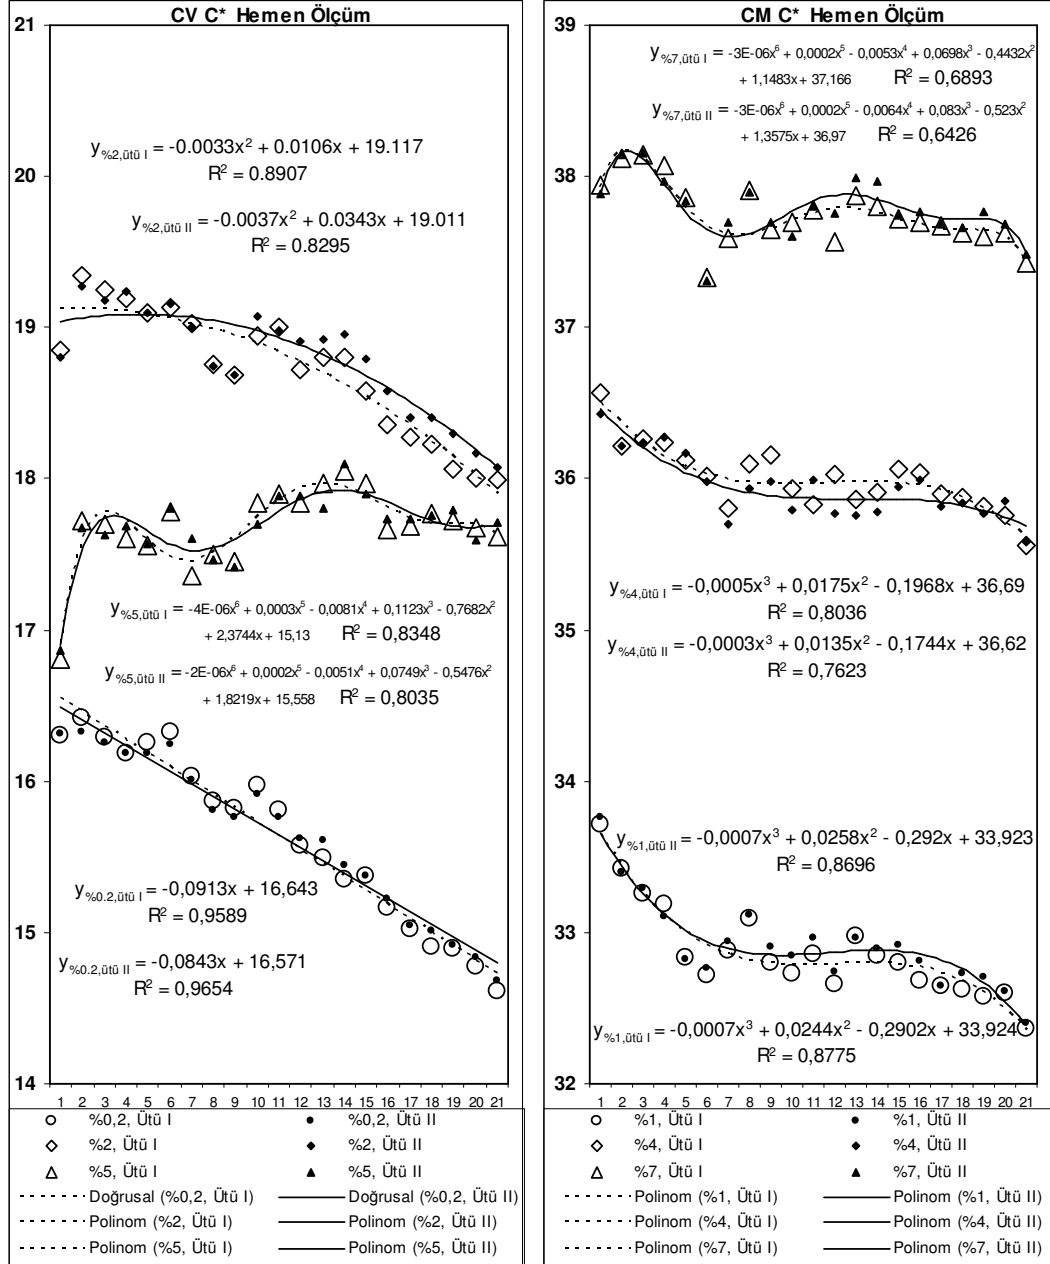 CV C* Hemen Ölçüm
21
20
19
18
17
16
15
14
y%2,ütü I = -0.0033x² + 0.0106x + 19.117
R² = 0.8907
y%2,ütü II = -0.0037x² + 0.0343x + 19.011
R² = 0.8295
y%5,ütü I = -4E-06x⁶ + 0,0003x⁵ - 0,0081x⁴ + 0,1123x³ - 0,7682x²
+ 2,3744x + 15,13 R² = 0,8348
y%5,ütü II = -2E-06x⁶ + 0,0002x⁵ - 0,0051x⁴ + 0,0749x³ - 0,5476x²
+ 1,8219x + 15,558 R² = 0,8035
y%0.2,ütü I = -0,0913x + 16,643
R² = 0,9589
y%0.2,ütü II = -0,0843x + 16,571
R² = 0,9654
1 2 3 4 5 6 7 8 9 10 11 12 13 14 15 16 17 18 19 20 21
%0,2, Ütü I %0,2, Ütü II
%2, Ütü I %2, Ütü II
%5, Ütü I %5, Ütü II
Doğrusal (%0,2, Ütü I) Doğrusal (%0,2, Ütü II)
Polinom (%2, Ütü I) Polinom (%2, Ütü II)
Polinom (%5, Ütü I) Polinom (%5, Ütü II)
CM C* Hemen Ölçüm
39
38
37
36
35
34
33
32
y%7,ütü I = -3E-06x⁶ + 0,0002x⁵ - 0,0053x⁴ + 0,0698x³ - 0,4432x²
+ 1,1483x + 37,166 R² = 0,6893
y%7,ütü II = -3E-06x⁶ + 0,0002x⁵ - 0,0064x⁴ + 0,083x³ - 0,523x²
+ 1,3575x + 36,97 R² = 0,6426
y%4,ütü I = -0,0005x³ + 0,0175x² - 0,1968x + 36,69
R² = 0,8036
y%4,ütü II = -0,0003x³ + 0,0135x² - 0,1744x + 36,62
R² = 0,7623
y%1,ütü II = -0,0007x³ + 0,0258x² - 0,292x + 33,923
R² = 0,8696
y%1,ütü I = -0,0007x³ + 0,0244x² - 0,2902x + 33,924
R² = 0,8775
1 2 3 4 5 6 7 8 9 10 11 12 13 14 15 16 17 18 19 20 21
%1, Ütü I %1, Ütü II
%4, Ütü I %4, Ütü II
%7, Ütü I %7, Ütü II
Polinom (%1, Ütü I) Polinom (%1, Ütü II)
Polinom (%4, Ütü I) Polinom (%4, Ütü II)
Polinom (%7, Ütü I) Polinom (%7, Ütü II)